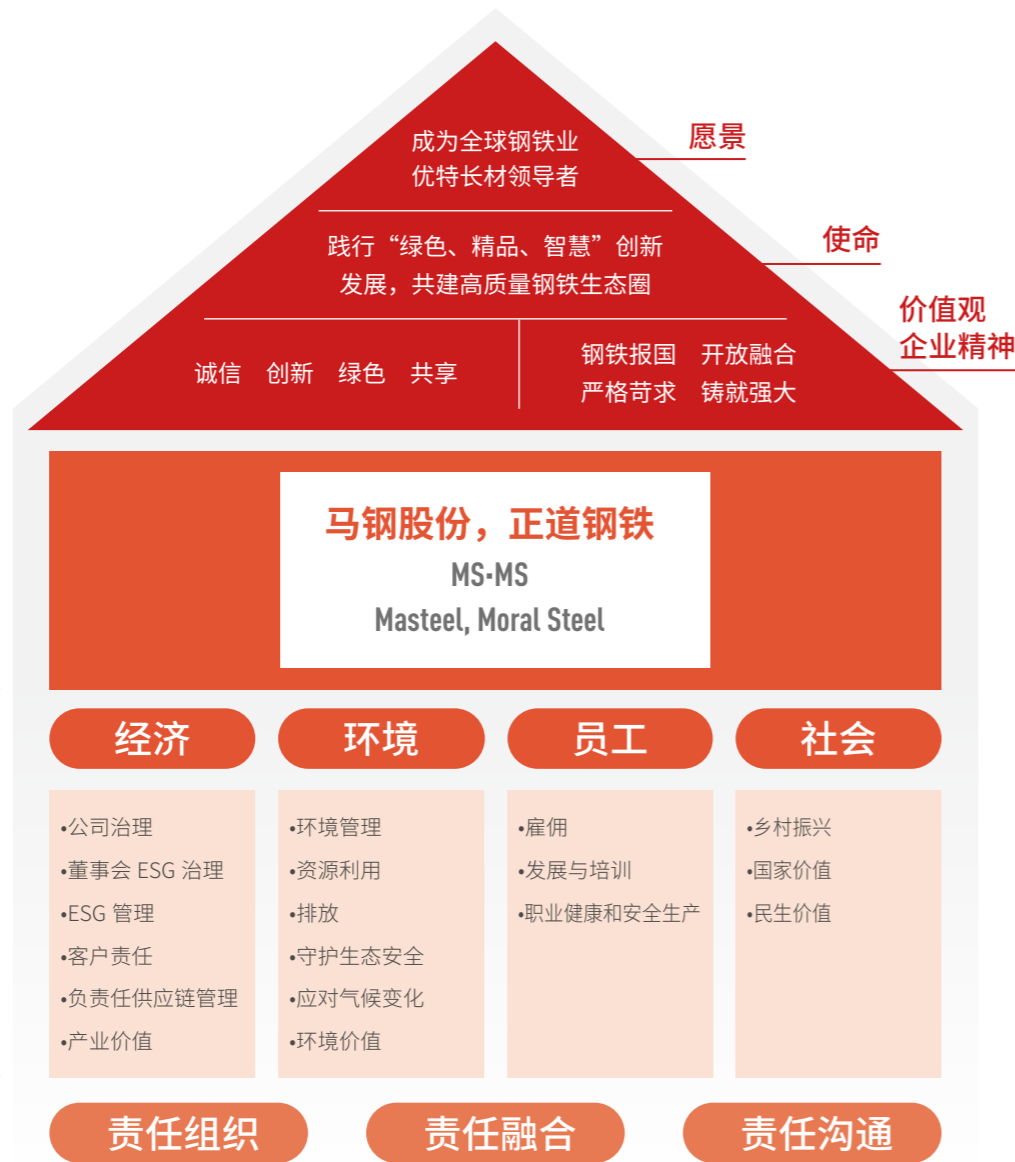 成为全球钢铁业
优特长材领导者
愿景
践行“绿色、精品、智慧”创新
发展，共建高质量钢铁生态圈
使命
诚信 创新 绿色 共享
钢铁报国 开放融合
严格苛求 铸就强大
价值观
企业精神
马钢股份，正道钢铁
MS·MS
Masteel, Moral Steel
经济
•公司治理
•董事会 ESG 治理
•ESG 管理
•客户责任
•负责任供应链管理
•产业价值
环境
•环境管理
•资源利用
•排放
•守护生态安全
•应对气候变化
•环境价值
员工
•雇佣
•发展与培训
•职业健康和安全生产
社会
•乡村振兴
•国家价值
•民生价值
责任组织
责任融合
责任沟通